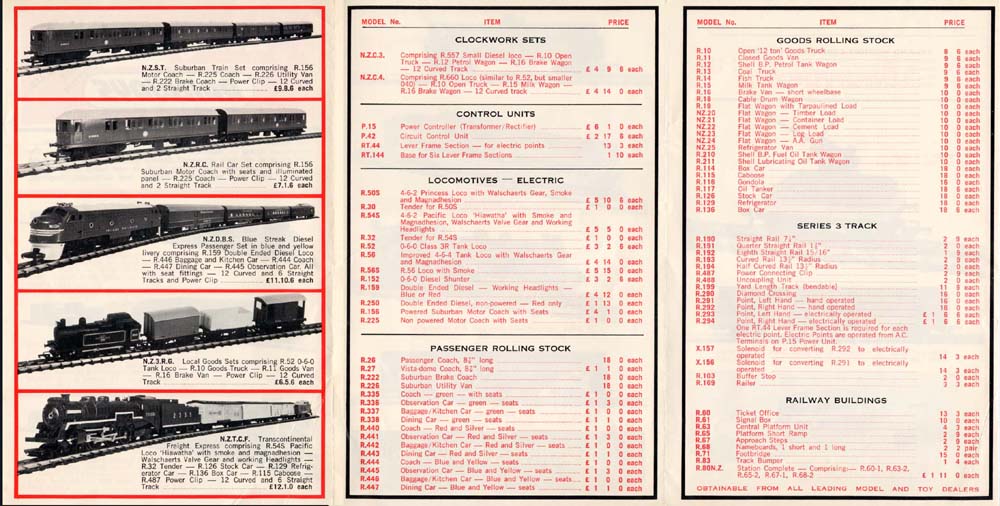 N.Z.S.T. Suburban Train Set comprising R.156
Motor Coach — R.225 Coach — R.226 Utility Van
— R.222 Brake Coach — Power Clip — 12 Curved
and 2 Straight Track £9.8.6
N.Z.R.C. Rail Car Set comprising R.156
Suburban Motor Coach with seats and illuminated
panel — R.225 Coach — Power Clip — 12 Curved
and 2 Straight Track £7.1.6
N.Z.D.B.S. Blue Streak Diesel
Express Passenger Set in blue and yellow
livery comprising R.159 Double Ended Diesel Loco
— R.446 Baggage and Kitchen Car — R.444 Coach
— R.447 Dining Car — R.445 Observation Car. All
with seat fittings — 12 Curved and 6 Straight
Tracks and Power Clip £11.10.6
N.Z.3.R.G. Local Goods Sets comprising R.52 0-6-0
Tank Loco — R.10 Goods Truck — R.11 Goods Van
— R.16 Brake Van — Power Clip — 12 Curved
Track £6.5.6
N.Z.T.C.F. Transcontinental
Freight Express comprising R.54S Pacific
Loco 'Hiawatha' with smoke and magnadhesion —
Walschaerts Valve Gear and working Headlights —
R.32 Tender — R.126 Stock Car — R.129 Refrig-
erator Car — R.136 Box Car — R.115 Caboose —
R.487 Power Clip — 12 Curved and 6 Straight
Track £12.1.0 each
MODEL No. ITEM PRICE
CLOCKWORK SETS
N.Z.C.3. Comprising R.557 Small Diesel loco — R.10 Open
Truck — R.12 Petrol Wagon — R.16 Brake Wagon
— 12 Curved Track £ 4 9 6 each
N.Z.C.4. Comprising R.660 Loco (similar to R.52, but smaller
040) — R.10 Open Truck — R.15 Milk Wagon —
R.16 Brake Wagon — 12 Curved track £ 4 14 0 each
CONTROL UNITS
P.15 Power Controller (Transformer/Rectifier) £ 6 1 0 each
P.42 Circuit Control Unit £ 2 17 6 each
RT.44 Lever Frame Section — for electric points 13 3 each
RT.144 Base for Six Lever Frame Sections 1 10 each
LOCOMOTIVES — ELECTRIC
R.50S 4-6-2 Princess Loco with Walschaerts Gear, Smoke
and Magnadhesion £ 5 10 6 each
R.30 Tender for R.50S £ 1 0 0 each
R.54S 4-6-2 Pacific Loco 'Hiawatha' with Smoke and
Magnadhesion, Walschaerts Valve Gear and Working
Headlights £ 5 5 0 each
R.32 Tender for R.54S £ 1 0 0 each
R.52 0-6-0 Class 3R Tank Loco £ 3 2 6 each
R.56 Improved 4-6-4 Tank Loco with Walschaerts Gear
and Magnadhesion £ 4 14 0 each
R.56S R.56 Loco with Smoke £ 5 15 0 each
R.152 0-6-0 Diesel Shunter £ 3 2 6 each
R.159 Double Ended Diesel — Working Headlights —
Blue or Red £ 4 12 0 each
R.250 Double Ended Diesel, non-powered — Red only £ 1 13 0 each
R.156 Powered Suburban Motor Coach with Seats £ 4 1 0 each
R.225 Non powered Motor Coach with Seats £ 1 0 0 each
PASSENGER ROLLING STOCK
R.26 Passenger Coach, 8¾" long 18 0 each
R.27 Vista-dome Coach, 8¾" long £ 1 1 0 each
R.222 Suburban Brake Coach 18 0 each
R.226 Suburban Utility Van 18 0 each
R.335 Coach — green — with seats £ 1 0 0 each
R.336 Observation Car — green — seats £ 1 3 0 each
R.337 Baggage/Kitchen Car — green — seats £ 1 0 0 each
R.338 Dining Car — green — seats £ 1 1 0 each
R.440 Coach — Red and Silver — seats £ 1 0 0 each
R.441 Observation Car — Red and Silver — seats £ 1 3 0 each
R.442 Baggage/Kitchen Car — Red and Silver — seats £ 1 0 0 each
R.443 Dining Car — Red and Silver — seats £ 1 1 0 each
R.444 Coach — Blue and Yellow — seats £ 1 0 0 each
R.445 Observation Car — Blue and Yellow — seats £ 1 3 0 each
R.446 Baggage/Kitchen Car — Blue and Yellow — seats £ 1 0 0 each
R.447 Dining Car — Blue and Yellow — seats £ 1 1 0 each
MODEL No. ITEM PRICE
GOODS ROLLING STOCK
R.10 Open '12 ton' Goods Truck 8 6 each
R.11 Closed Goods Van 9 6 each
R.12 Shell B.P. Petrol Tank Wagon 9 6 each
R.13 Coal Truck 9 6 each
R.14 Fish Truck 9 6 each
R.15 Milk Tank Wagon 9 6 each
R.16 Brake Van — short wheelbase 10 0 each
R.18 Cable Drum Wagon 10 0 each
R.19 Flat Wagon with Tarpaulined Load 10 0 each
NZ.20 Flat Wagon — Timber Load 10 0 each
NZ.21 Flat Wagon — Container Load 10 0 each
NZ.22 Flat Wagon — Cement Load 10 0 each
NZ.23 Flat Wagon — Log Load 10 0 each
NZ.24 Flat Wagon — A.A. Gun 10 0 each
NZ.25 Refrigerator Van 10 0 each
R.210 Shell B.P. Fuel Oil Tank Wagon 10 0 each
R.211 Shell Lubricating Oil Tank Wagon 10 0 each
R.114 Box Car 18 0 each
R.115 Caboose 18 0 each
R.116 Gondola 16 0 each
R.117 Oil Tanker 18 6 each
R.126 Stock Car 18 0 each
R.129 Refrigerator 18 0 each
R.136 Box Car 18 6 each
SERIES 3 TRACK
R.190 Straight Rail 7¼" 2 9 each
R.191 Quarter Straight Rail 2 0 each
R.192 Eighth Straight Rail 15/16" 1 9 each
R.193 Curved Rail 13½" Radius 2 9 each
R.194 Half Curved Rail 13½" Radius 2 0 each
R.487 Power Connecting Clip 2 9 each
R.488 Uncoupling Unit 2 0 each
R.199 Yard Length Track (bendable) 11 9 each
R.290 Diamond Crossing 16 0 each
R.291 Point, Left Hand — hand operated 16 0 each
R.292 Point, Right Hand — hand operated 16 0 each
R.293 Point, Left Hand — electrically operated £ 1 6 6 each
R.294 Point, Right Hand — electrically operated £ 1 6 6 each
One RT.44 Lever Frame Section is required for each
electric point. Electric Points are operated from A.C.
Terminals on P.15 Power Unit.
X.157 Solenoid for converting R.292 to electrically
operated 14 3 each
X.156 Solenoid for converting R.291 to electrically
operated 14 3 each
R.103 Buffer Stop 2 0 each
R.169 Railer 3 3 each
RAILWAY BUILDINGS
R.60 Ticket Office 13 3 each
R.61 Signal Box 10 0 each
R.63 Central Platform Unit 4 3 each
R.65 Platform Short Ramp 2 9 each
R.67 Approach Steps 2 9 each
R.68 Nameboards, 1 short and 1 long 2 2 pair
R.71 Footbridge 15 0 each
R.83 Track Bumper 1 4 each
R.80N.Z. Station Complete — Comprising:— R.60-1, R.63-2,
R.65-2, R.67-1, R.68-2 £ 1 11 0 each
OBTAINABLE FROM ALL LEADING MODEL AND TOY DEALERS